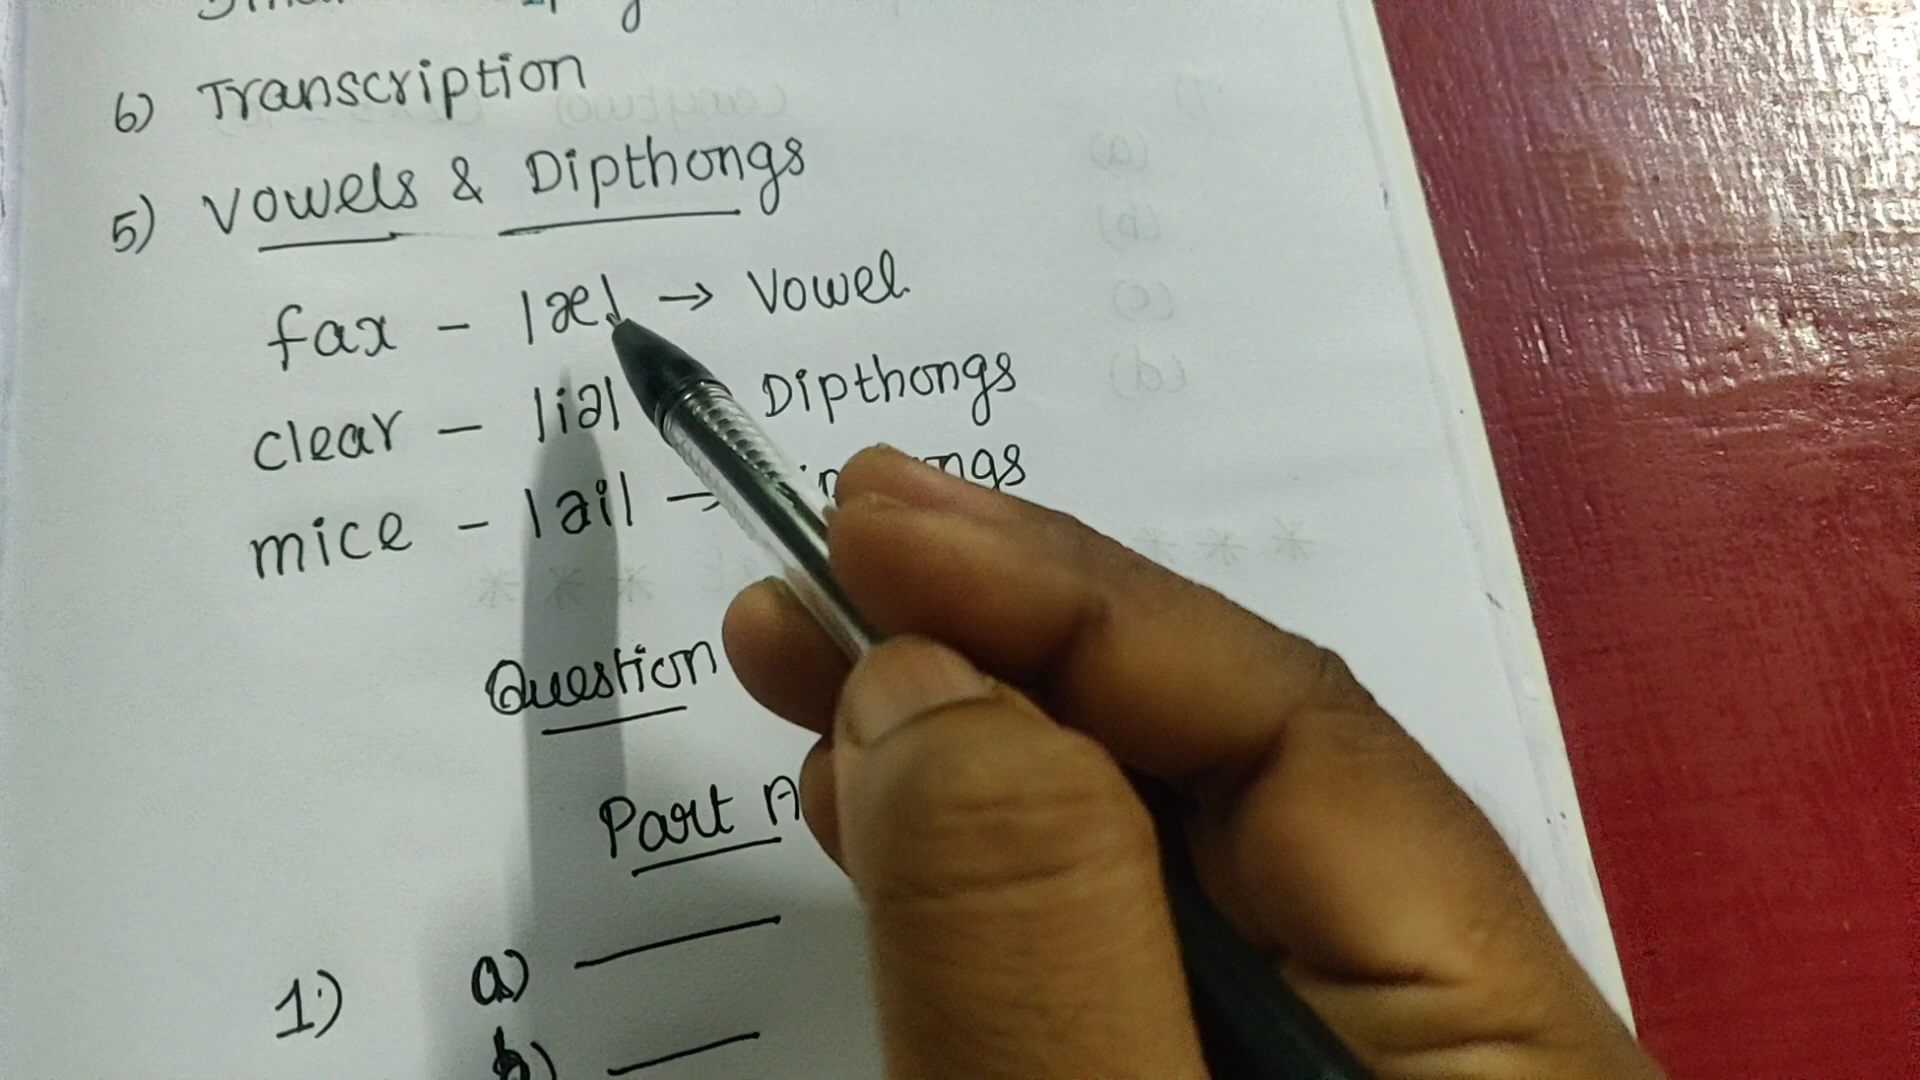 6) Transcription
5) Vowels & Dipthongs
fax - |æ| → Vowel
clear - |iə| Dipthongs
mice - |ai| →
Question
Part A
1) a)
b)